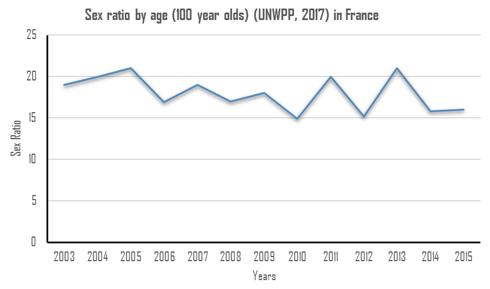 Sex ratio by age (100 year olds) (UNWPP, 2017) in France
25
20
15
10
5
0
Sex Ratio
2003 2004 2005 2006 2007 2008 2009 2010 2011 2012 2013 2014 2015
Years